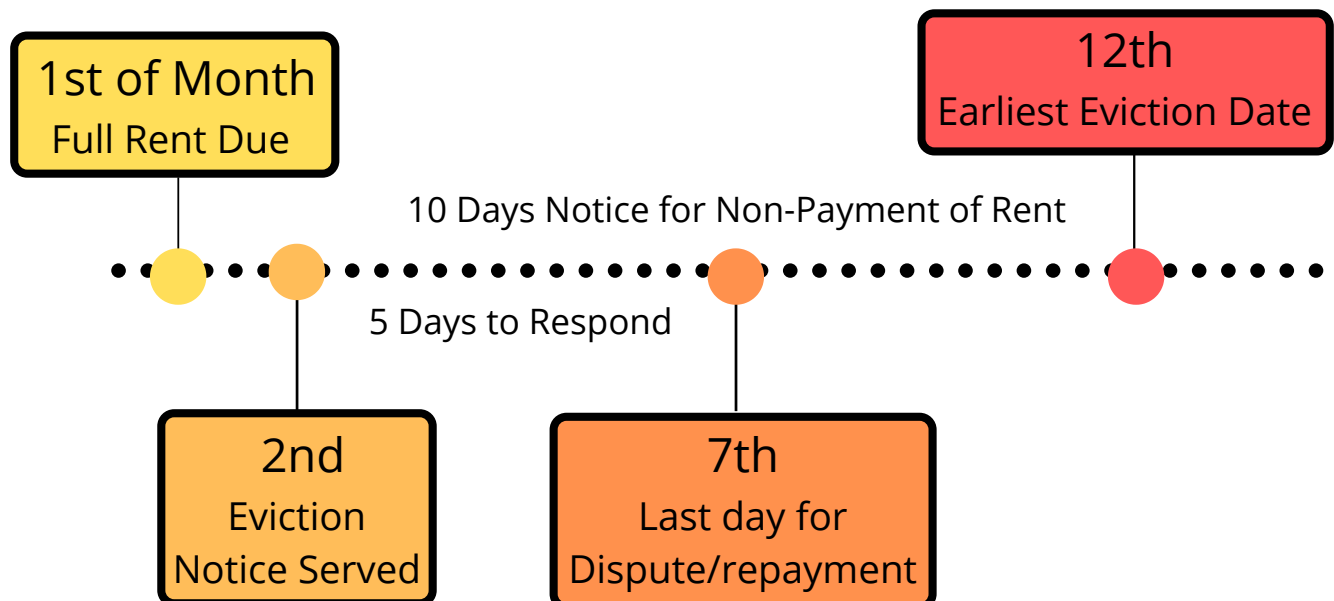 1st of Month
Full Rent Due
12th
Earliest Eviction Date
10 Days Notice for Non-Payment of Rent
5 Days to Respond
2nd
Eviction
Notice Served
7th
Last day for
Dispute/repayment